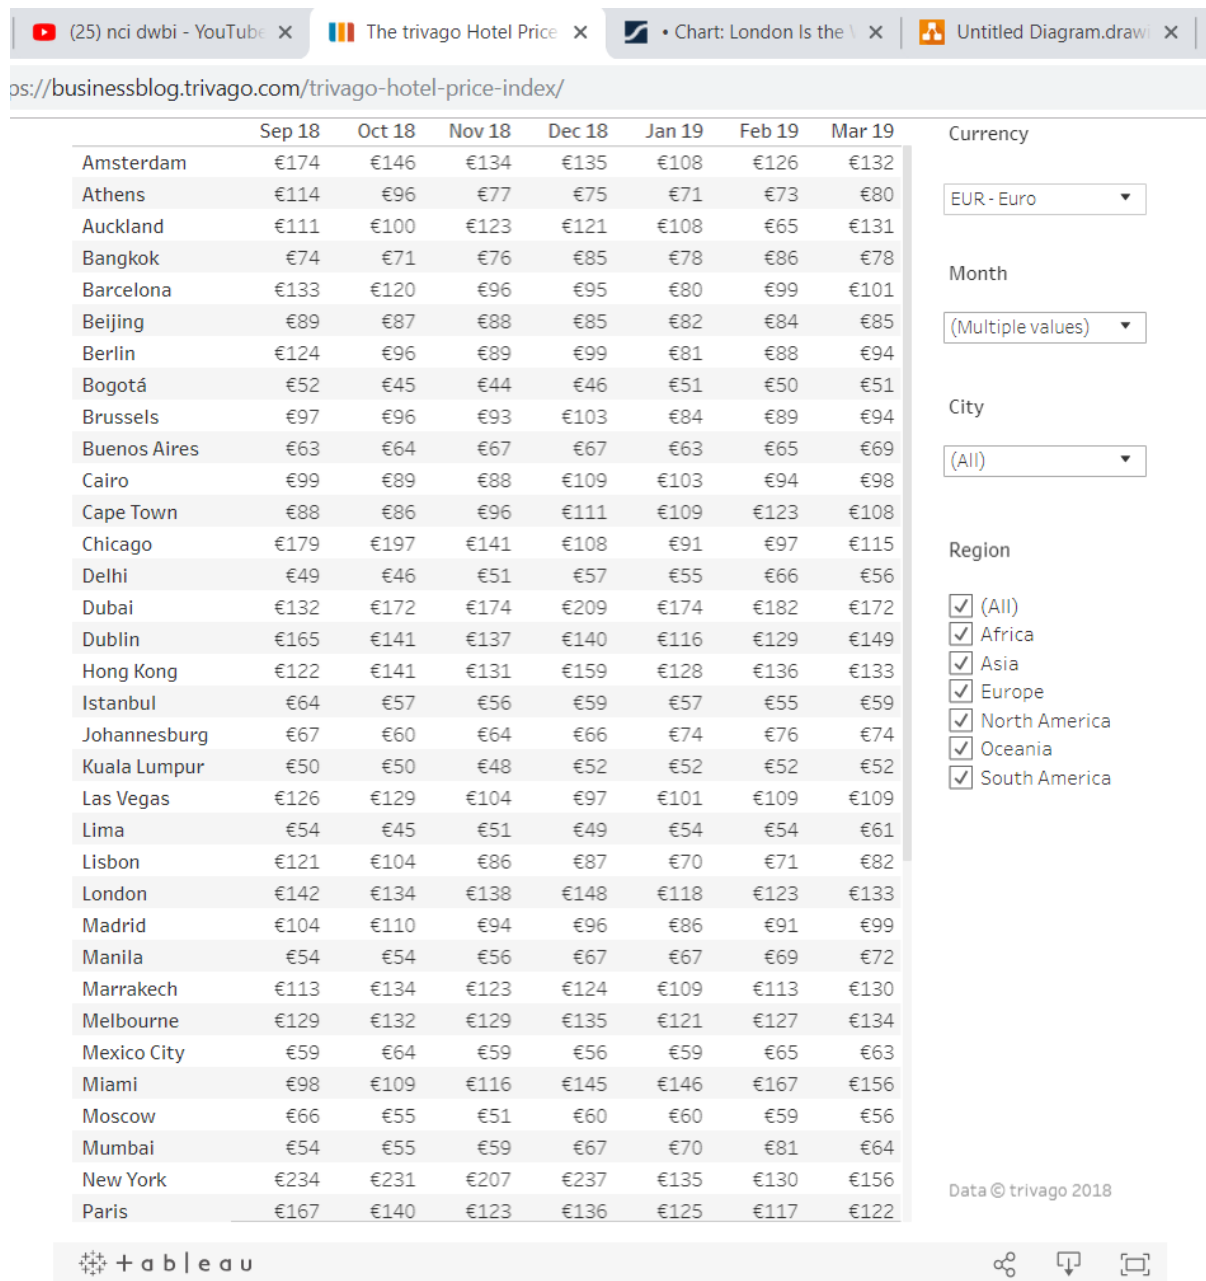 (25) nci dwbi - YouTube
The trivago Hotel Price
• Chart: London Is the
Untitled Diagram.drawi
ps://businessblog.trivago.com/trivago-hotel-price-index/
Sep 18 Oct 18 Nov 18 Dec 18 Jan 19 Feb 19 Mar 19
Amsterdam €174 €146 €134 €135 €108 €126 €132
Athens €114 €96 €77 €75 €71 €73 €80
Auckland €111 €100 €123 €121 €108 €65 €131
Bangkok €74 €71 €76 €85 €78 €86 €78
Barcelona €133 €120 €96 €95 €80 €99 €101
Beijing €89 €87 €88 €85 €82 €84 €85
Berlin €124 €96 €89 €99 €81 €88 €94
Bogotá €52 €45 €44 €46 €51 €50 €51
Brussels €97 €96 €93 €103 €84 €89 €94
Buenos Aires €63 €64 €67 €67 €63 €65 €69
Cairo €99 €89 €88 €109 €103 €94 €98
Cape Town €88 €86 €96 €111 €109 €123 €108
Chicago €179 €197 €141 €108 €91 €97 €115
Delhi €49 €46 €51 €57 €55 €66 €56
Dubai €132 €172 €174 €209 €174 €182 €172
Dublin €165 €141 €137 €140 €116 €129 €149
Hong Kong €122 €141 €131 €159 €128 €136 €133
Istanbul €64 €57 €56 €59 €57 €55 €59
Johannesburg €67 €60 €64 €66 €74 €76 €74
Kuala Lumpur €50 €50 €48 €52 €52 €52 €52
Las Vegas €126 €129 €104 €97 €101 €109 €109
Lima €54 €45 €51 €49 €54 €54 €61
Lisbon €121 €104 €86 €87 €70 €71 €82
London €142 €134 €138 €148 €118 €123 €133
Madrid €104 €110 €94 €96 €86 €91 €99
Manila €54 €54 €56 €67 €67 €69 €72
Marrakech €113 €134 €123 €124 €109 €113 €130
Melbourne €129 €132 €129 €135 €121 €127 €134
Mexico City €59 €64 €59 €56 €59 €65 €63
Miami €98 €109 €116 €145 €146 €167 €156
Moscow €66 €55 €51 €60 €60 €59 €56
Mumbai €54 €55 €59 €67 €70 €81 €64
New York €234 €231 €207 €237 €135 €130 €156
Paris €167 €140 €123 €136 €125 €117 €122
Currency
EUR - Euro
Month
(Multiple values)
City
(All)
Region
(All)
Africa
Asia
Europe
North America
Oceania
South America
Data © trivago 2018
+ a b | e a u